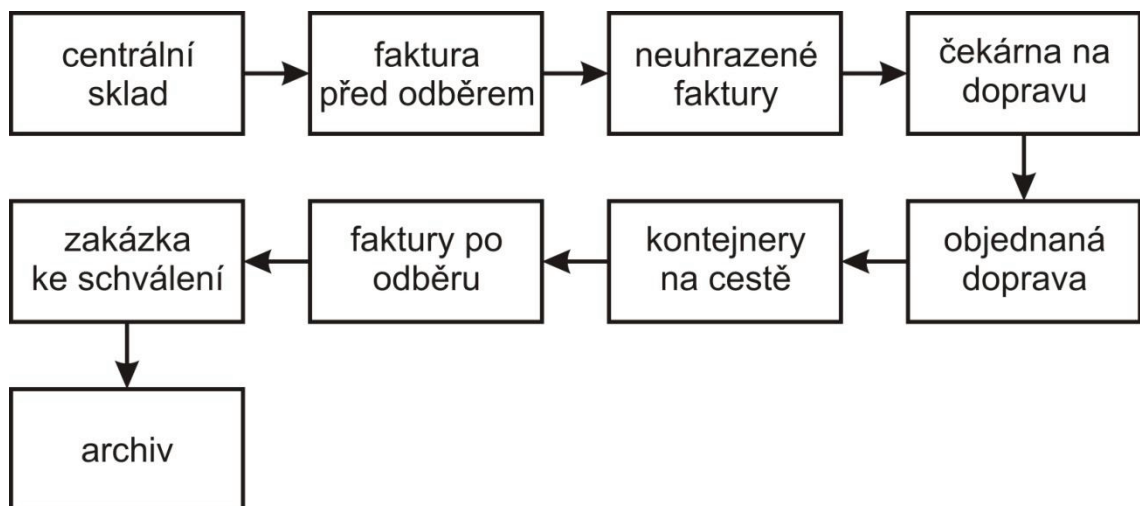 centrální
sklad
faktura
před odběrem
neuhrazené
faktury
čekárna na
dopravu
zakázka
ke schválení
faktury po
odběru
kontejnery
na cestě
objednaná
doprava
archiv